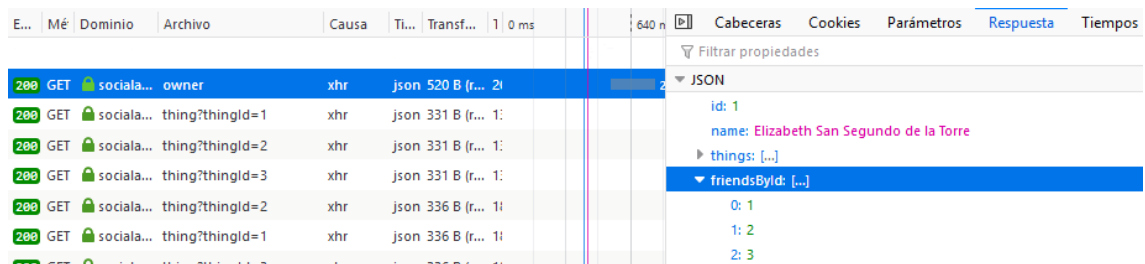 E... Mé Dominio Archivo Causa Ti... Transf... 0 ms 640 Cabeceras Cookies Parámetros Respuesta Tiempos
Filtrar propiedades
200 GET sociala... owner xhr json 520 B (r... JSON
id: 1
200 GET sociala... thing?thingId=1 xhr json 331 B (r...
name: Elizabeth San Segundo de la Torre
200 GET sociala... thing?thingId=2 xhr json 331 B (r...
things: [...]
200 GET sociala... thing?thingId=3 xhr json 331 B (r... friendsById: [...]
200 GET sociala... thing?thingId=2 xhr json 336 B (r... 0: 1
1: 2
200 GET sociala... thing?thingId=1 xhr json 336 B (r...
2: 3